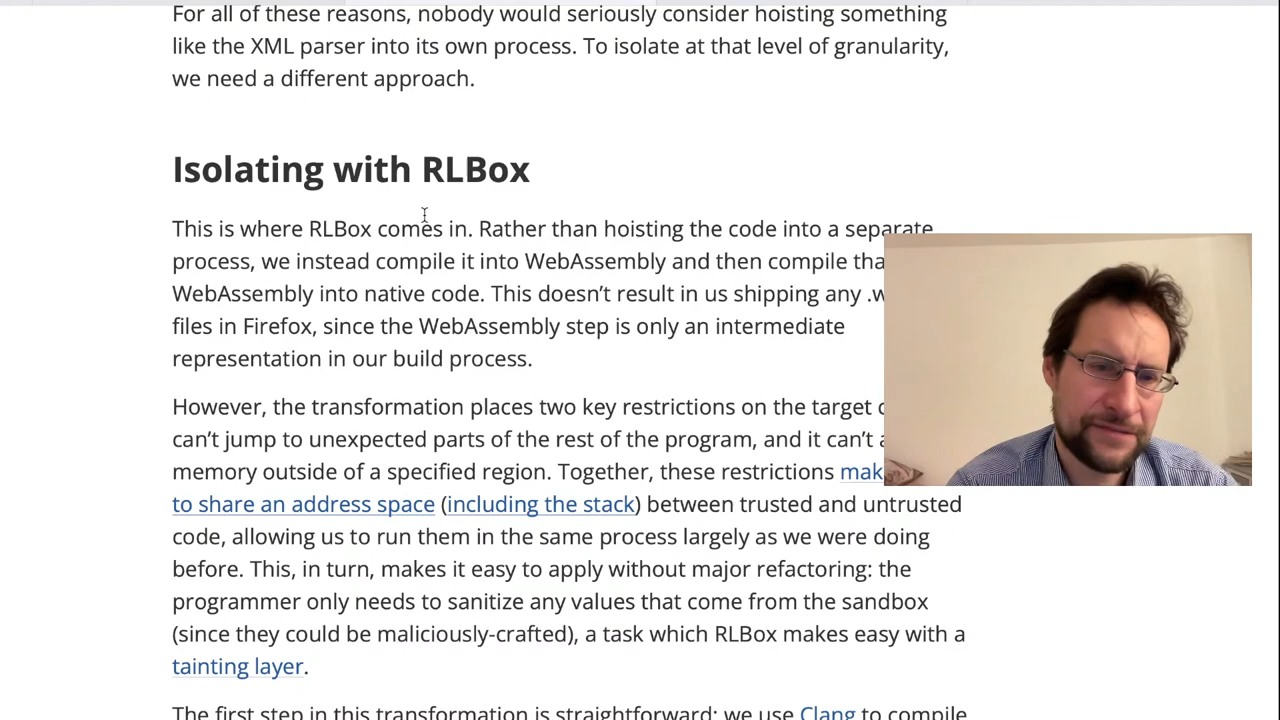 For all of these reasons, nobody would seriously consider hoisting something
like the XML parser into its own process. To isolate at that level of granularity,
we need a different approach.
Isolating with RLBox
This is where RLBox comes in. Rather than hoisting the code into a separate
process, we instead compile it into WebAssembly and then compile
WebAssembly into native code. This doesn’t result in us shipping any
files in Firefox, since the WebAssembly step is only an intermediate
representation in our build process.
However, the transformation places two key restrictions on the target
can’t jump to unexpected parts of the rest of the program, and it can’t
memory outside of a specified region. Together, these restrictions
to share an address space (including the stack) between trusted and untrusted
code, allowing us to run them in the same process largely as we were doing
before. This, in turn, makes it easy to apply without major refactoring: the
programmer only needs to sanitize any values that come from the sandbox
(since they could be maliciously-crafted), a task which RLBox makes easy with a
tainting layer.
The first step in this transformation is straightforward: we use Clang to compile